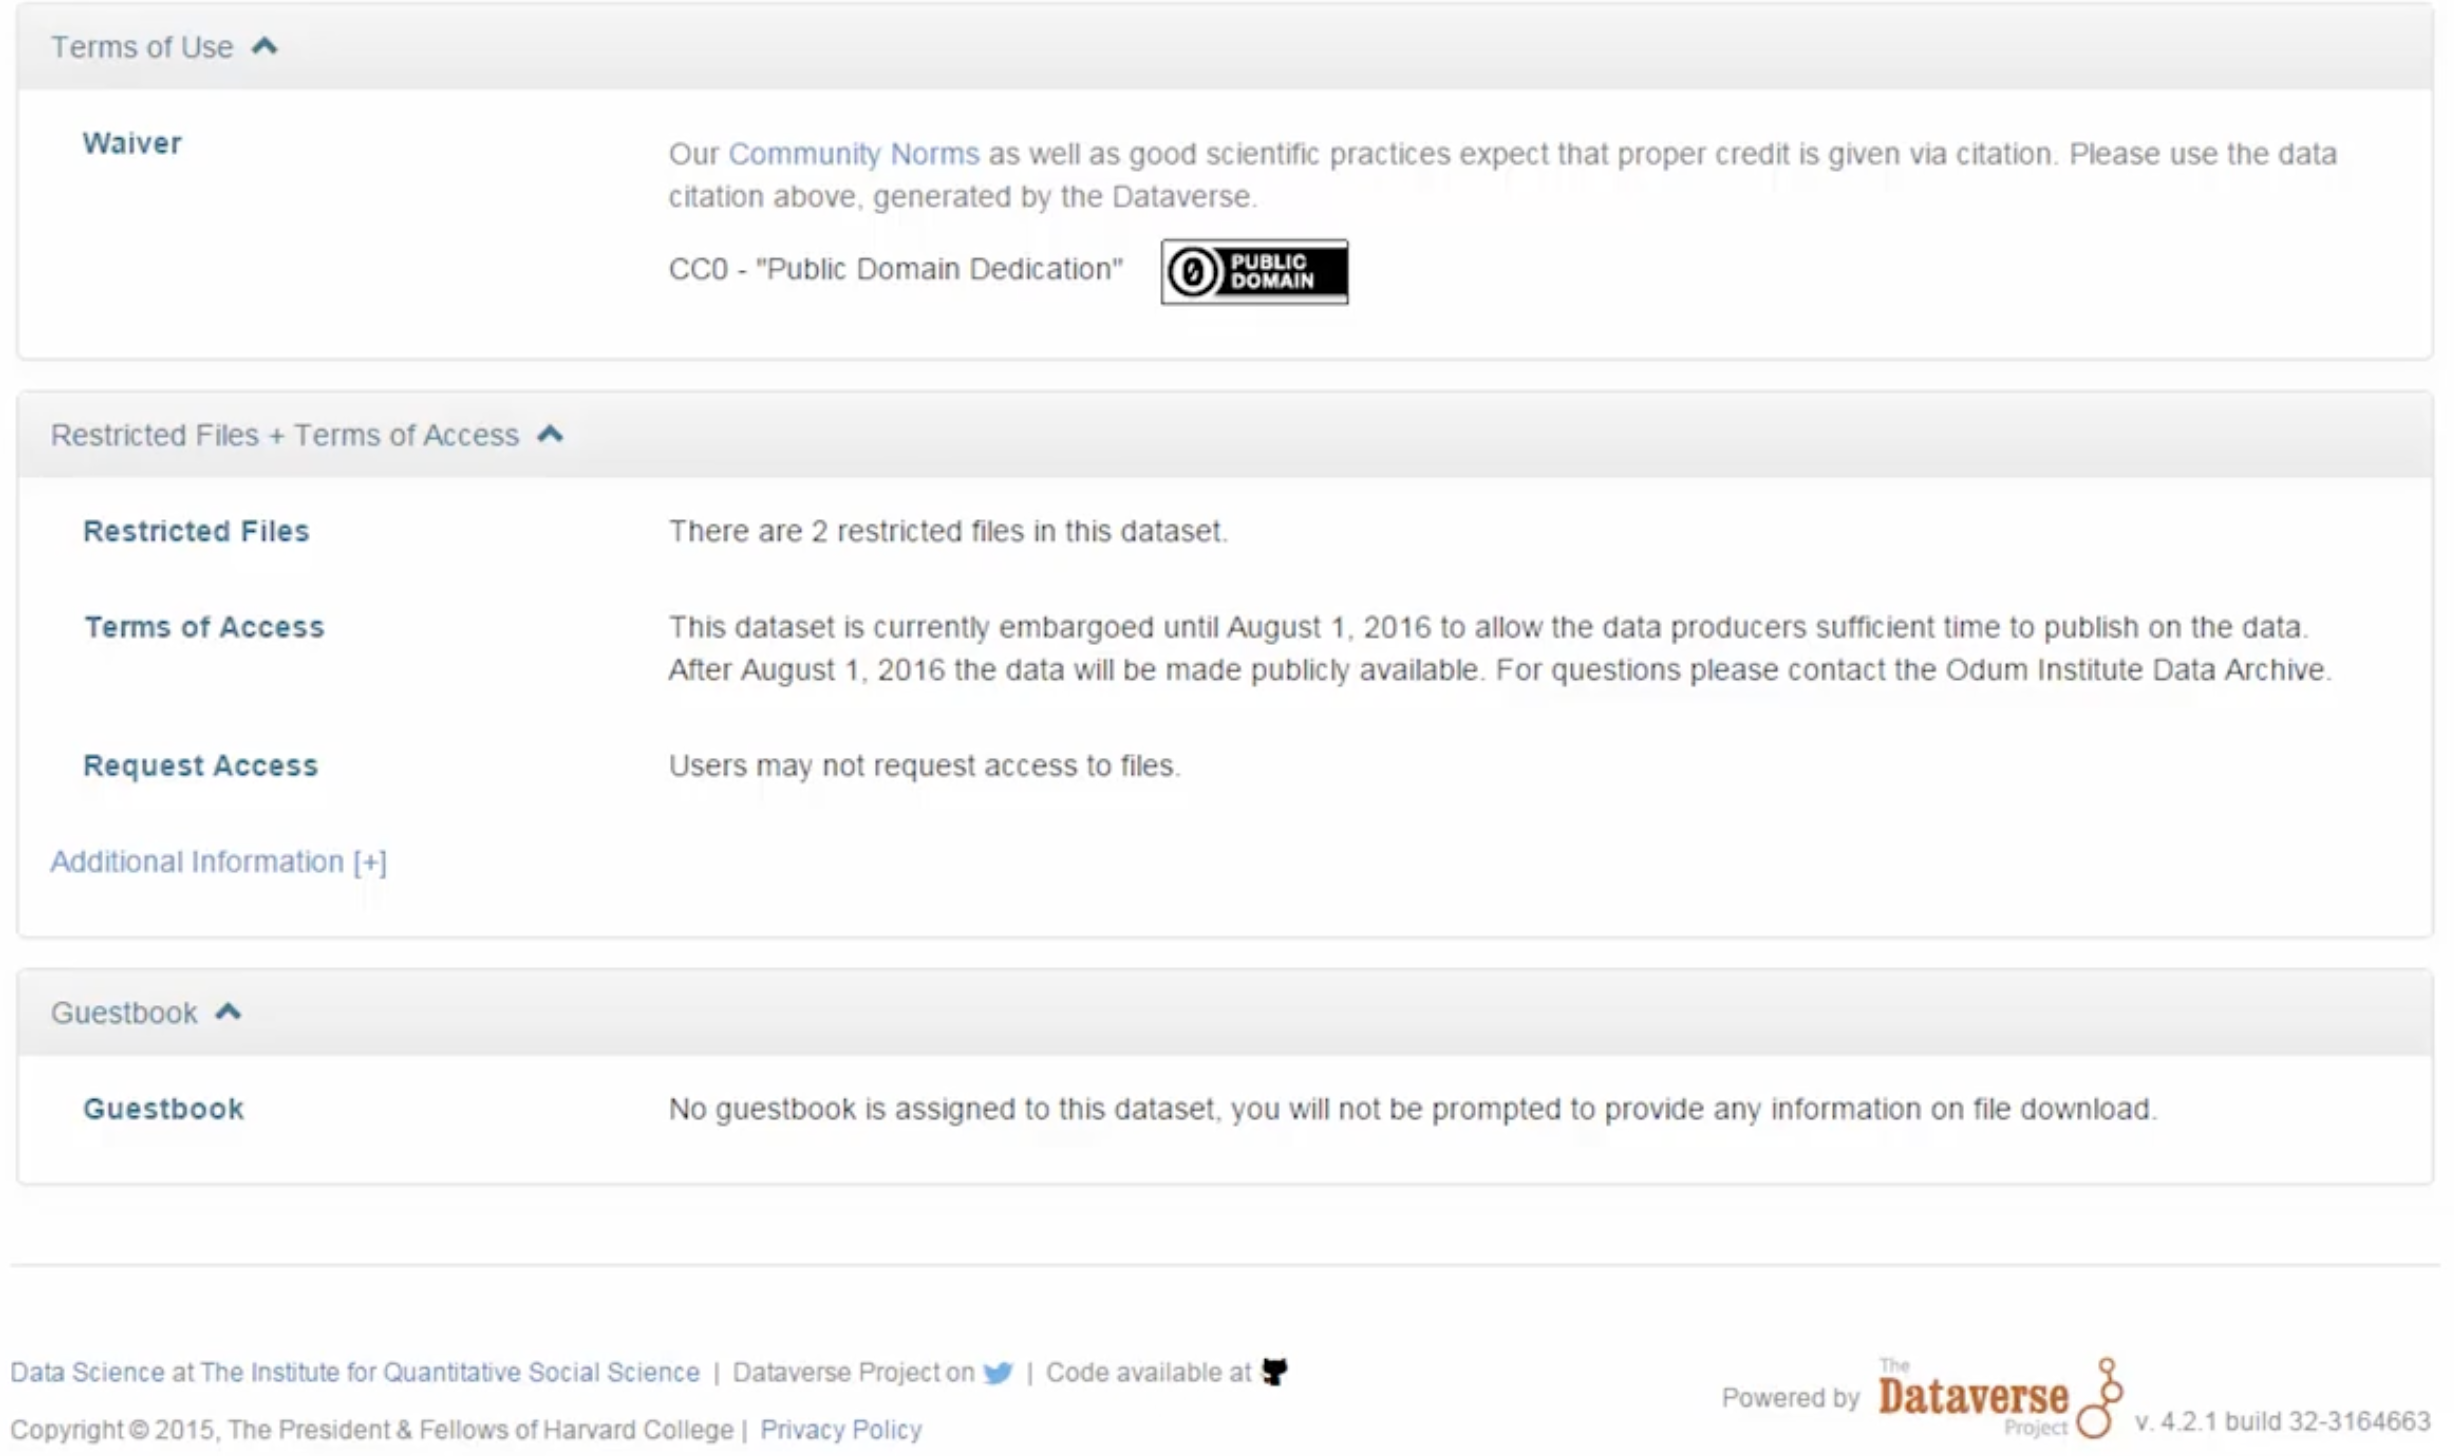 Terms of Use
Waiver
Our Community Norms as well as good scientific practices expect that proper credit is given via citation. Please use the data
citation above, generated by the Dataverse.
CC0 - "Public Domain Dedication"
PUBLIC
DOMAIN
Restricted Files + Terms of Access
Restricted Files
There are 2 restricted files in this dataset.
Terms of Access
This dataset is currently embargoed until August 1, 2016 to allow the data producers sufficient time to publish on the data.
After August 1, 2016 the data will be made publicly available. For questions please contact the Odum Institute Data Archive.
Request Access
Users may not request access to files.
Additional Information [+]
Guestbook
Guestbook
No guestbook is assigned to this dataset, you will not be prompted to provide any information on file download.
Data Science at The Institute for Quantitative Social Science | Dataverse Project on | Code available at
Copyright © 2015, The President & Fellows of Harvard College | Privacy Policy
Powered by
The
Dataverse
Project
v. 4.2.1 build 32-3164663